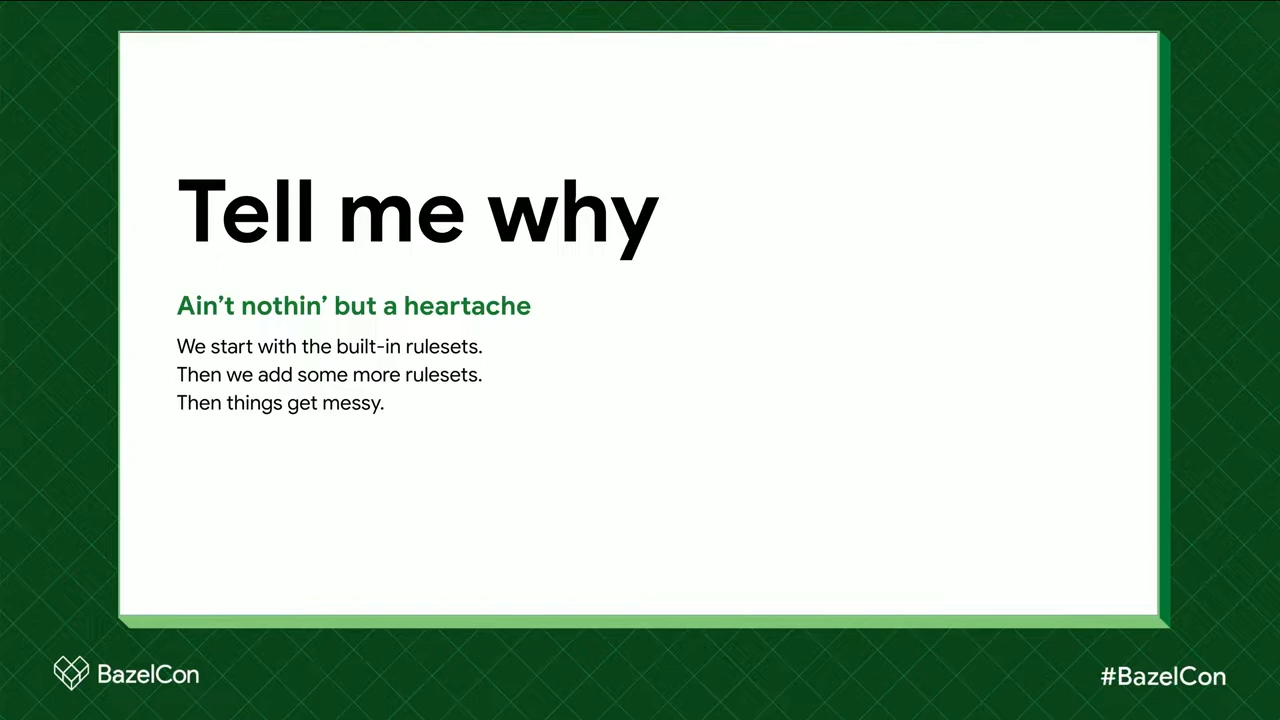 Tell me why
Ain’t nothin’ but a heartache
We start with the built-in rulesets.
Then we add some more rulesets.
Then things get messy.
BazelCon
#BazelCon